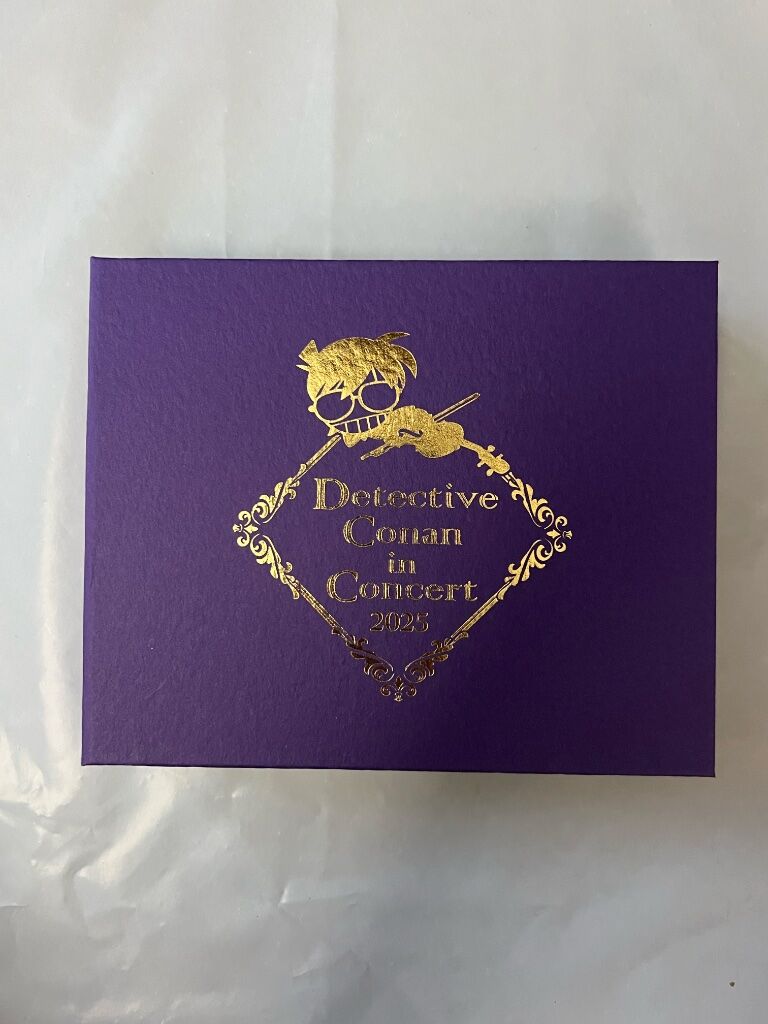 Detective
Conan
in
Concert
2025